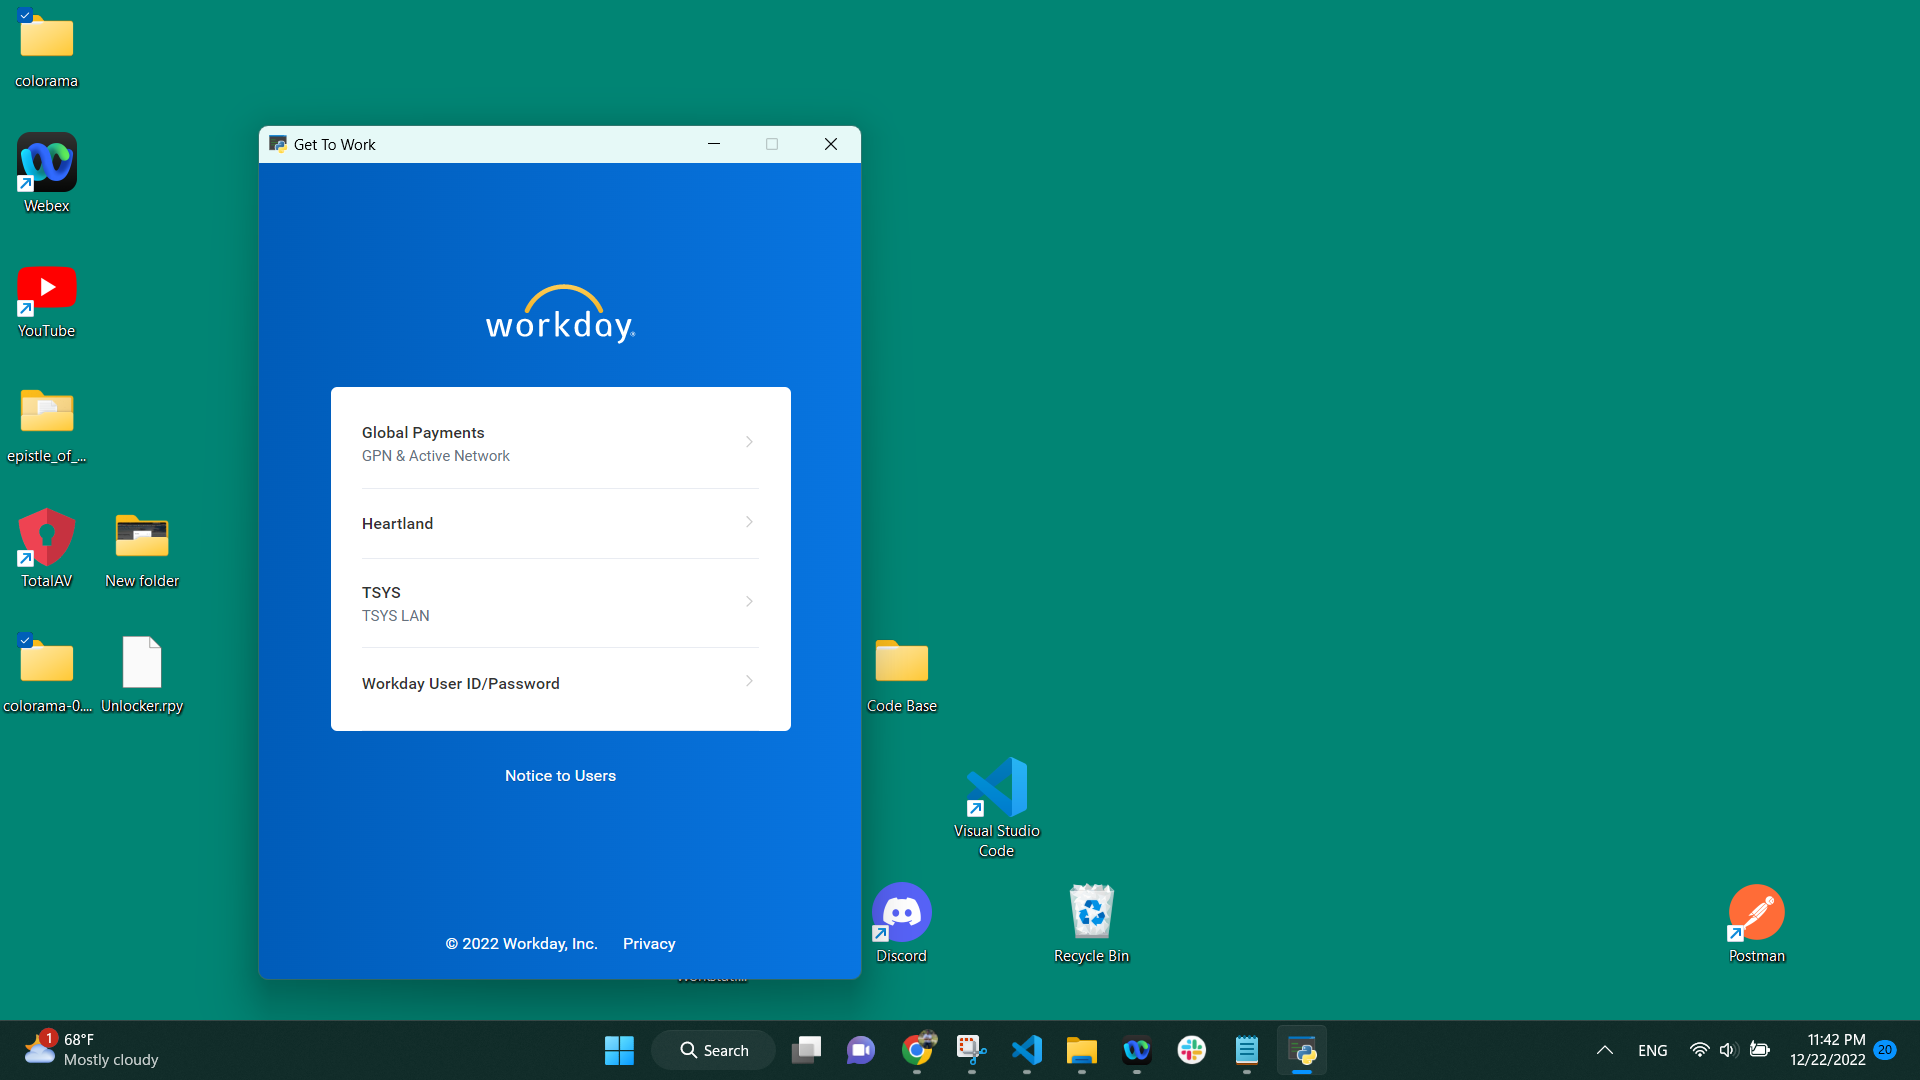 colorama
Webex
YouTube
epistle_of_...
TotalAV
New folder
colorama-0....
Unlocker.rpy
Get To Work
workday
Global Payments
GPN & Active Network
Heartland
TSYS
TSYS LAN
Workday User ID/Password
Notice to Users
© 2022 Workday, Inc. Privacy
Code Base
Visual Studio
Code
Discord
Recycle Bin
Postman
1
68°F
Mostly cloudy
Search
ENG
11:42 PM
12/22/2022
20